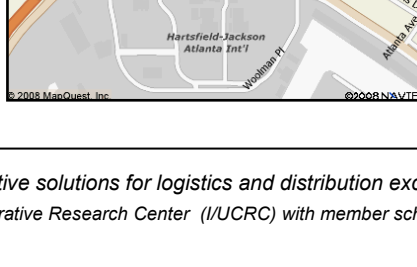 Hartsfield-Jackson
Atlanta Int'l
Woolman Pl
Atlanta Ave
© 2008 MapQuest, Inc
©2008 NAVTE
tive solutions for logistics and distribution exc
rative Research Center (I/UCRC) with member sch